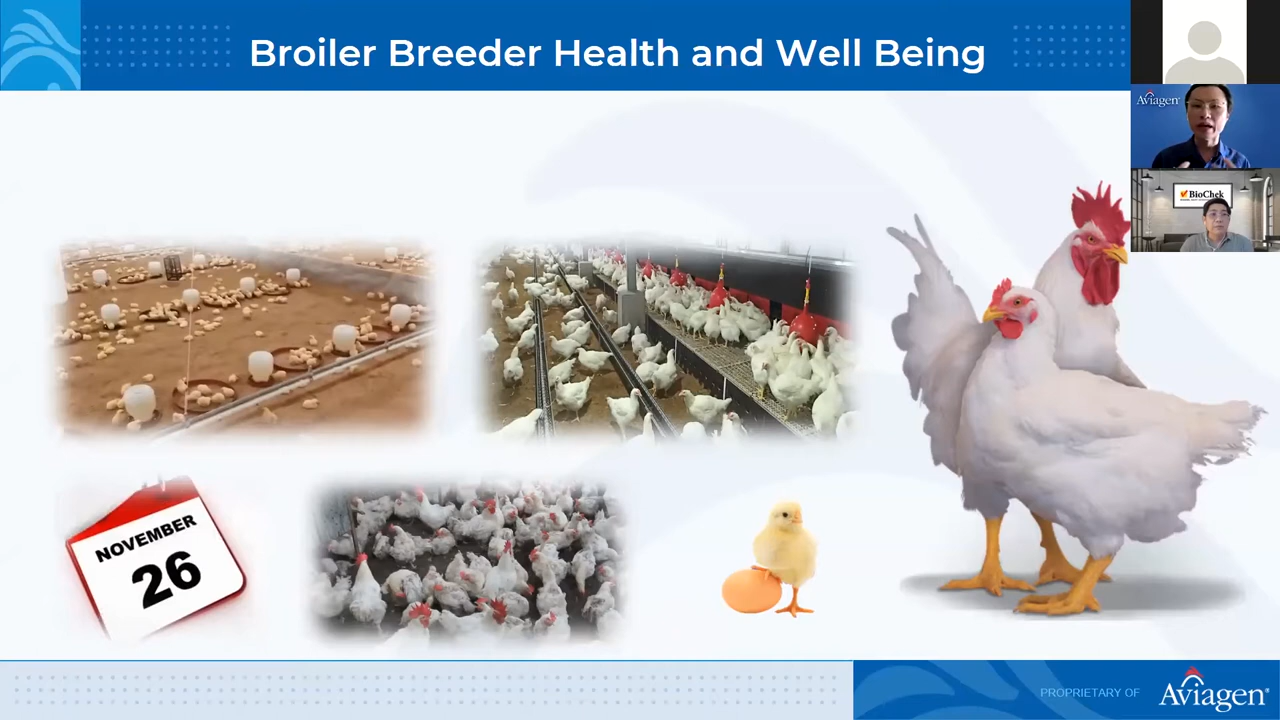 Broiler Breeder Health and Well Being
Aviagen
BioChek
NOVEMBER
26
PROPRIETARY OF
Aviagen®